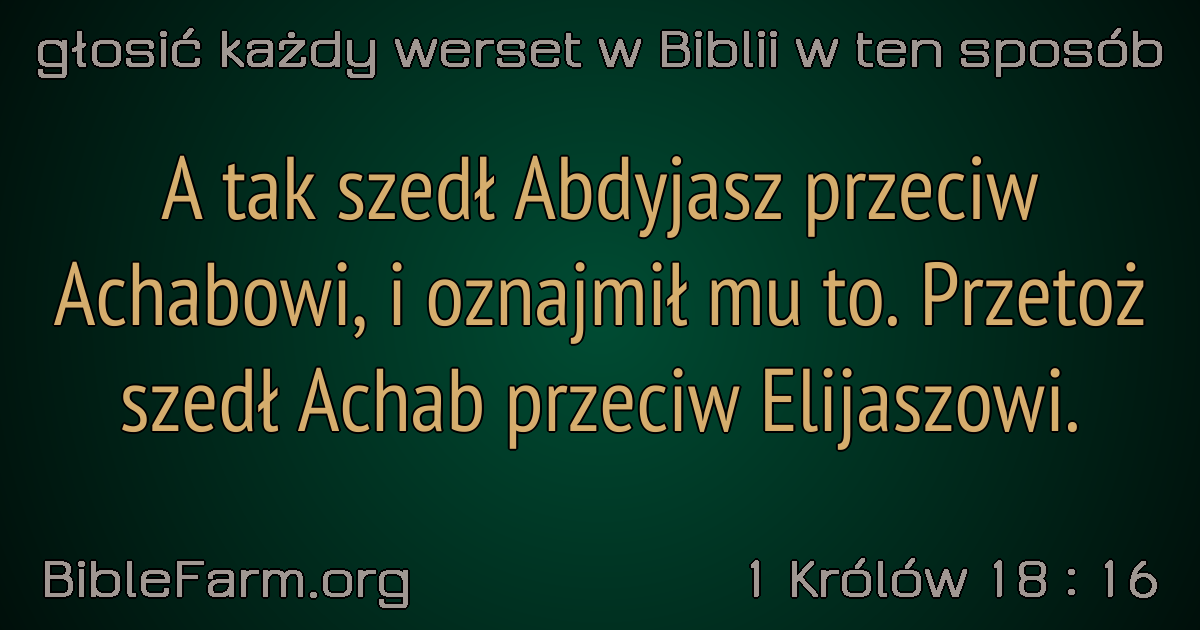 głosić każdy werset w Biblii w ten sposób
A tak szedł Abdyjasz przeciw
Achabowi, i oznajmił mu to. Przetoż
szedł Achab przeciw Elijaszowi.
BibleFarm.org
1 Królów 18 : 16